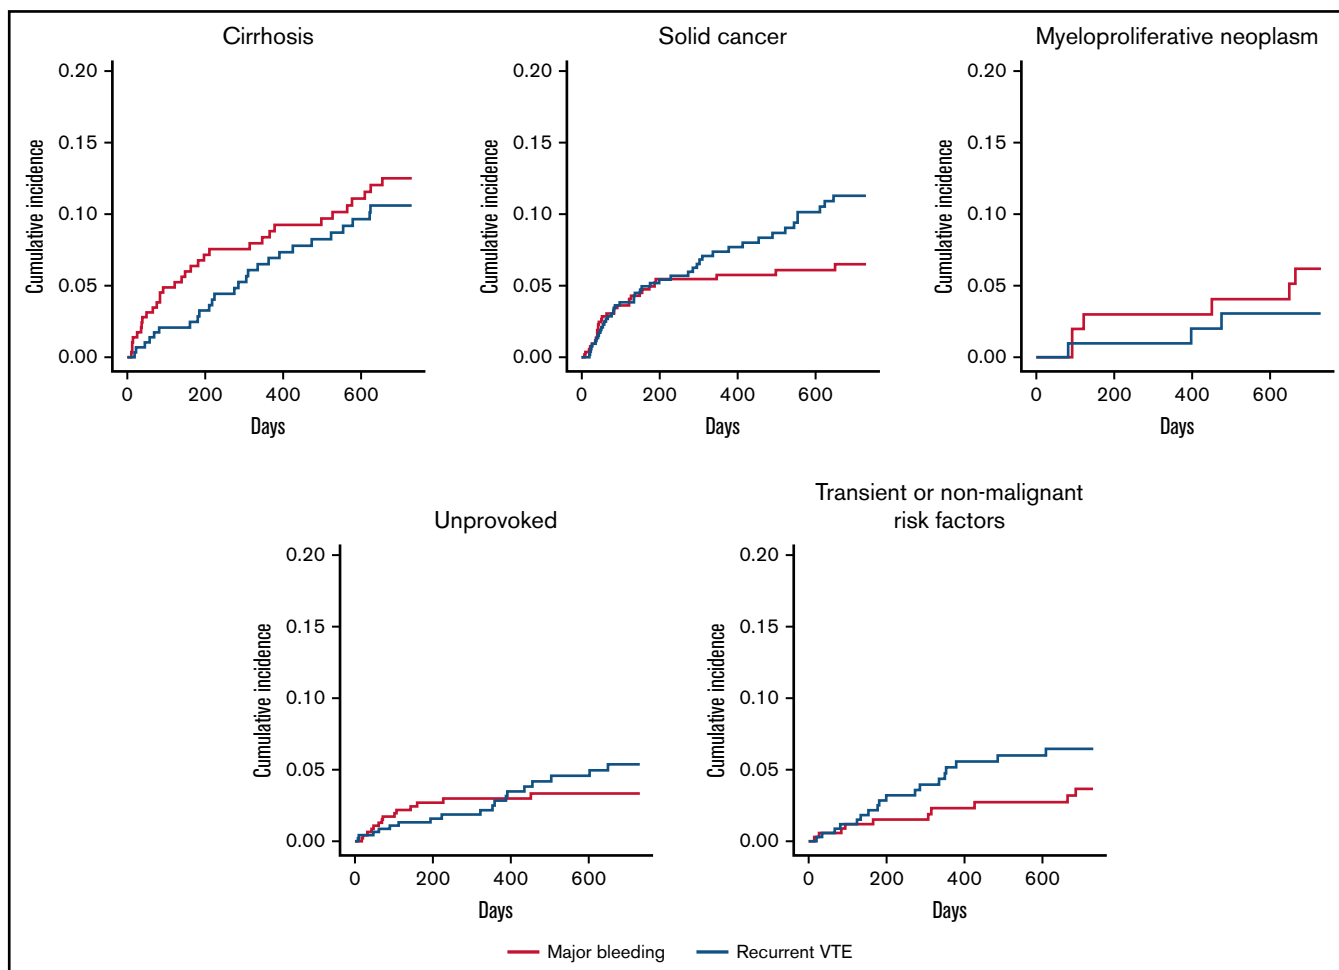 Cirrhosis
0.20
0.15
0.10
0.05
0.00
Cumulative incidence
0 200 400 600
Days
Solid cancer
0.20
0.15
0.10
0.05
0.00
Cumulative incidence
0 200 400 600
Days
Myeloproliferative neoplasm
0.20
0.15
0.10
0.05
0.00
Cumulative incidence
0 200 400 600
Days
Unprovoked
0.20
0.15
0.10
0.05
0.00
Cumulative incidence
0 200 400 600
Days
Transient or non-malignant
risk factors
0.20
0.15
0.10
0.05
0.00
Cumulative incidence
0 200 400 600
Days
Major bleeding Recurrent VTE